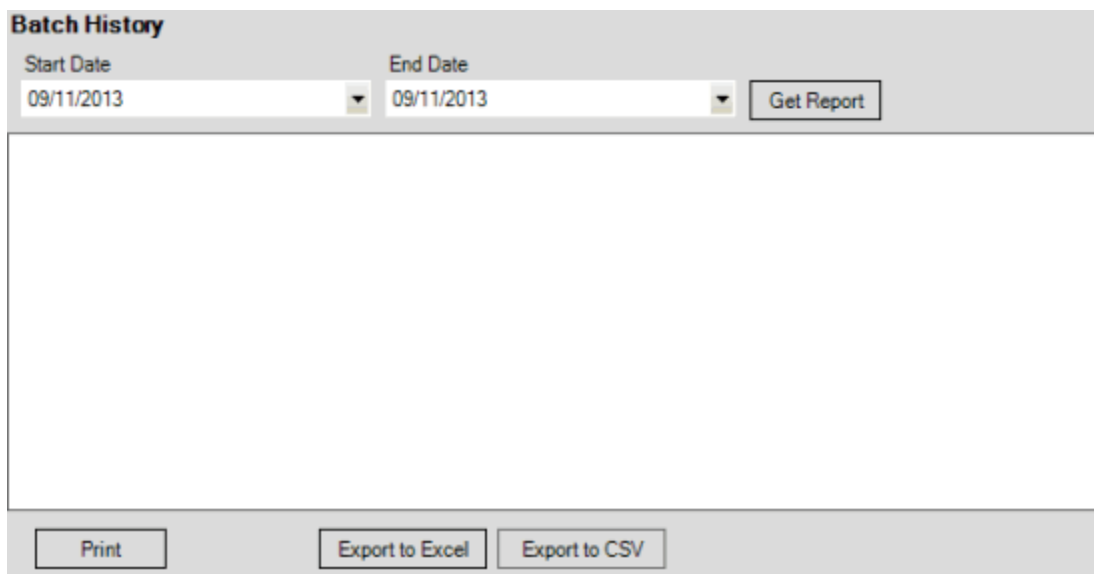 Batch History
Start Date End Date
09/11/2013 09/11/2013 Get Report
Print Export to Excel Export to CSV